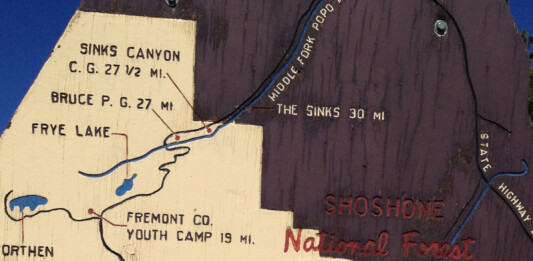 SINKS CANYON
C. G. 27 ½ MI.
BRUCE P. G. 27 MI
FRYE LAKE
MIDDLE FORK POPO
THE SINKS 30 MI
STATE HIGHWAY
SHOSHONE
National Forest
FREMONT CO.
YOUTH CAMP 19 MI.
ORTHEN